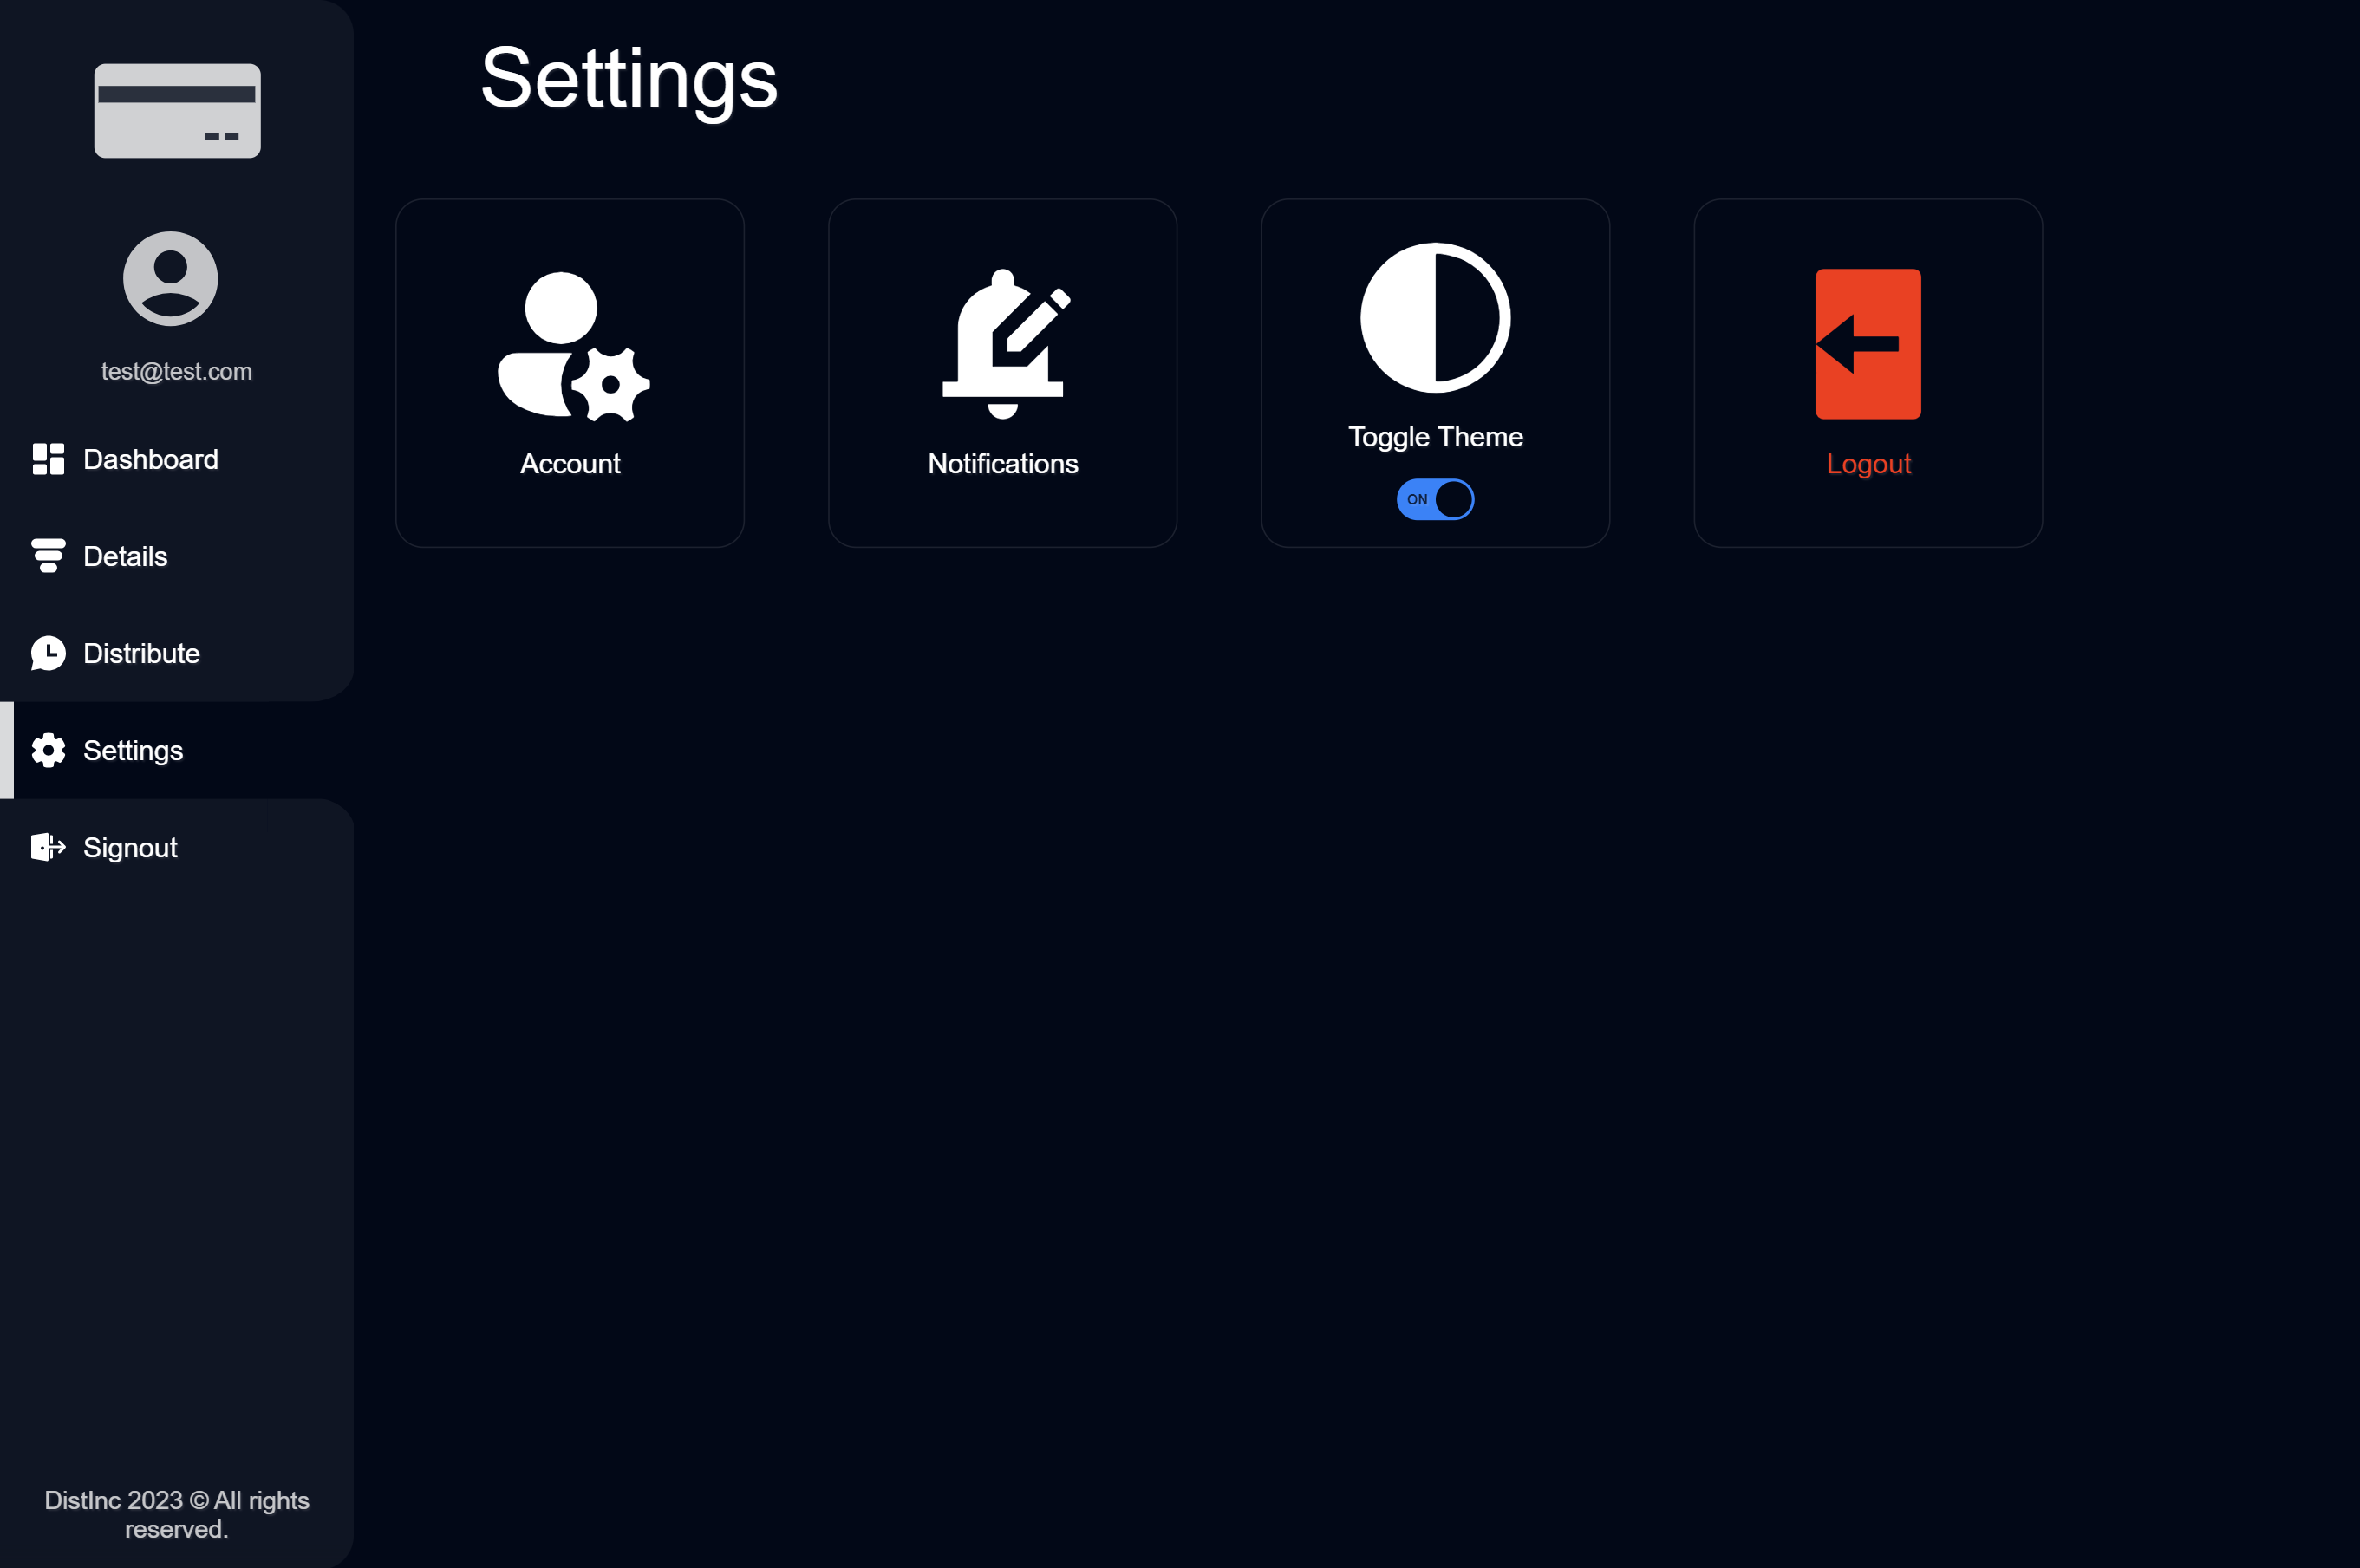 test@test.com
Dashboard
Details
Distribute
Settings
Signout
DistInc 2023 © All rights
reserved.
Settings
Account
Notifications
Toggle Theme
ON
Logout